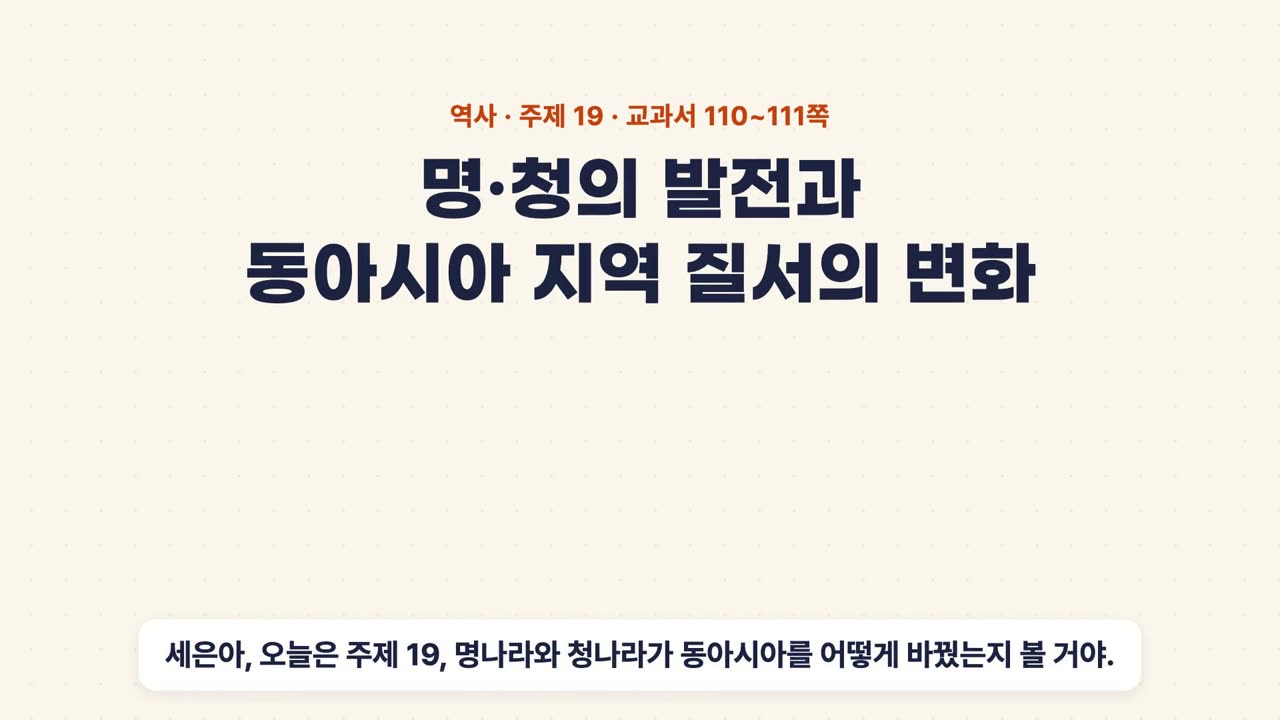 역사 · 주제 19 · 교과서 110~111쪽
명·청의 발전과
동아시아 지역 질서의 변화
세은아, 오늘은 주제 19, 명나라와 청나라가 동아시아를 어떻게 바꿨는지 볼 거야.